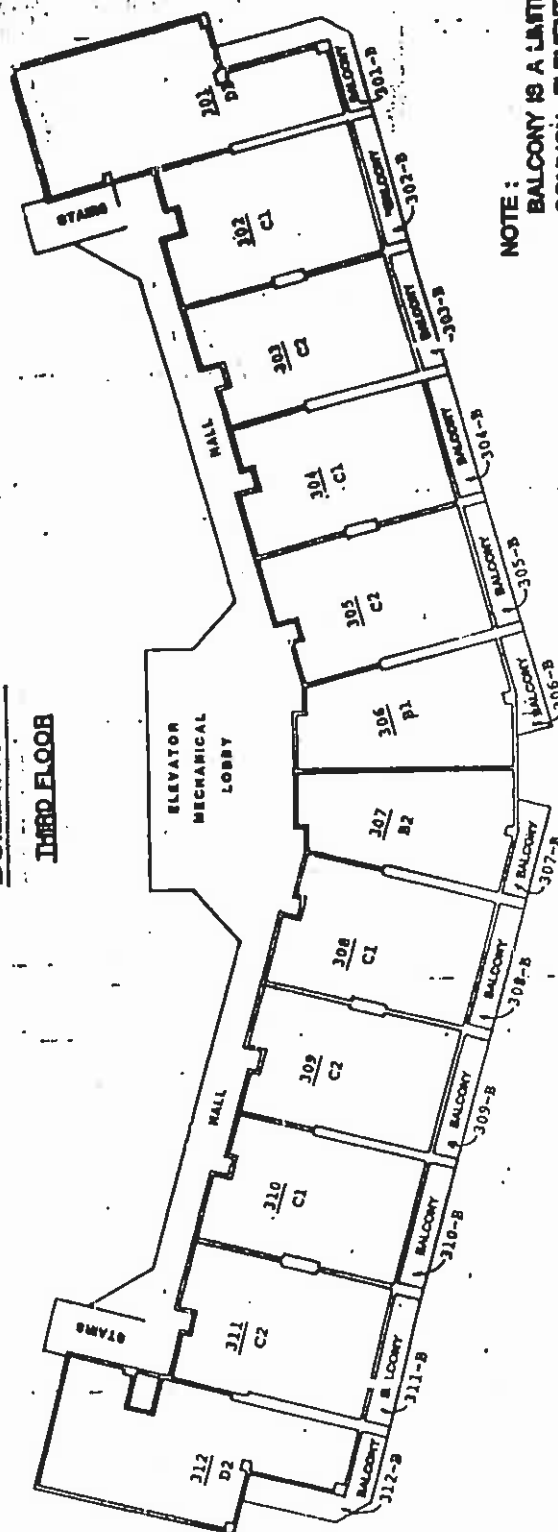 THIRD FLOOR
STAIRS
HALL
ELEVATOR
MECHANICAL
LOBBY
HALL
STAIRS
312
D2
311
C2
310
C1
309
C2
308
C1
307
B2
306
B1
305
C2
304
C1
303
C2
302
C1
301
BALCONY
312-B
311-B
BALCONY
310-B
BALCONY
309-B
BALCONY
308-B
BALCONY
307-B
BALCONY
306-B
BALCONY
305-B
BALCONY
304-B
BALCONY
303-B
BALCONY
302-B
BALCONY
301-B
NOTE:
BALCONY IS A